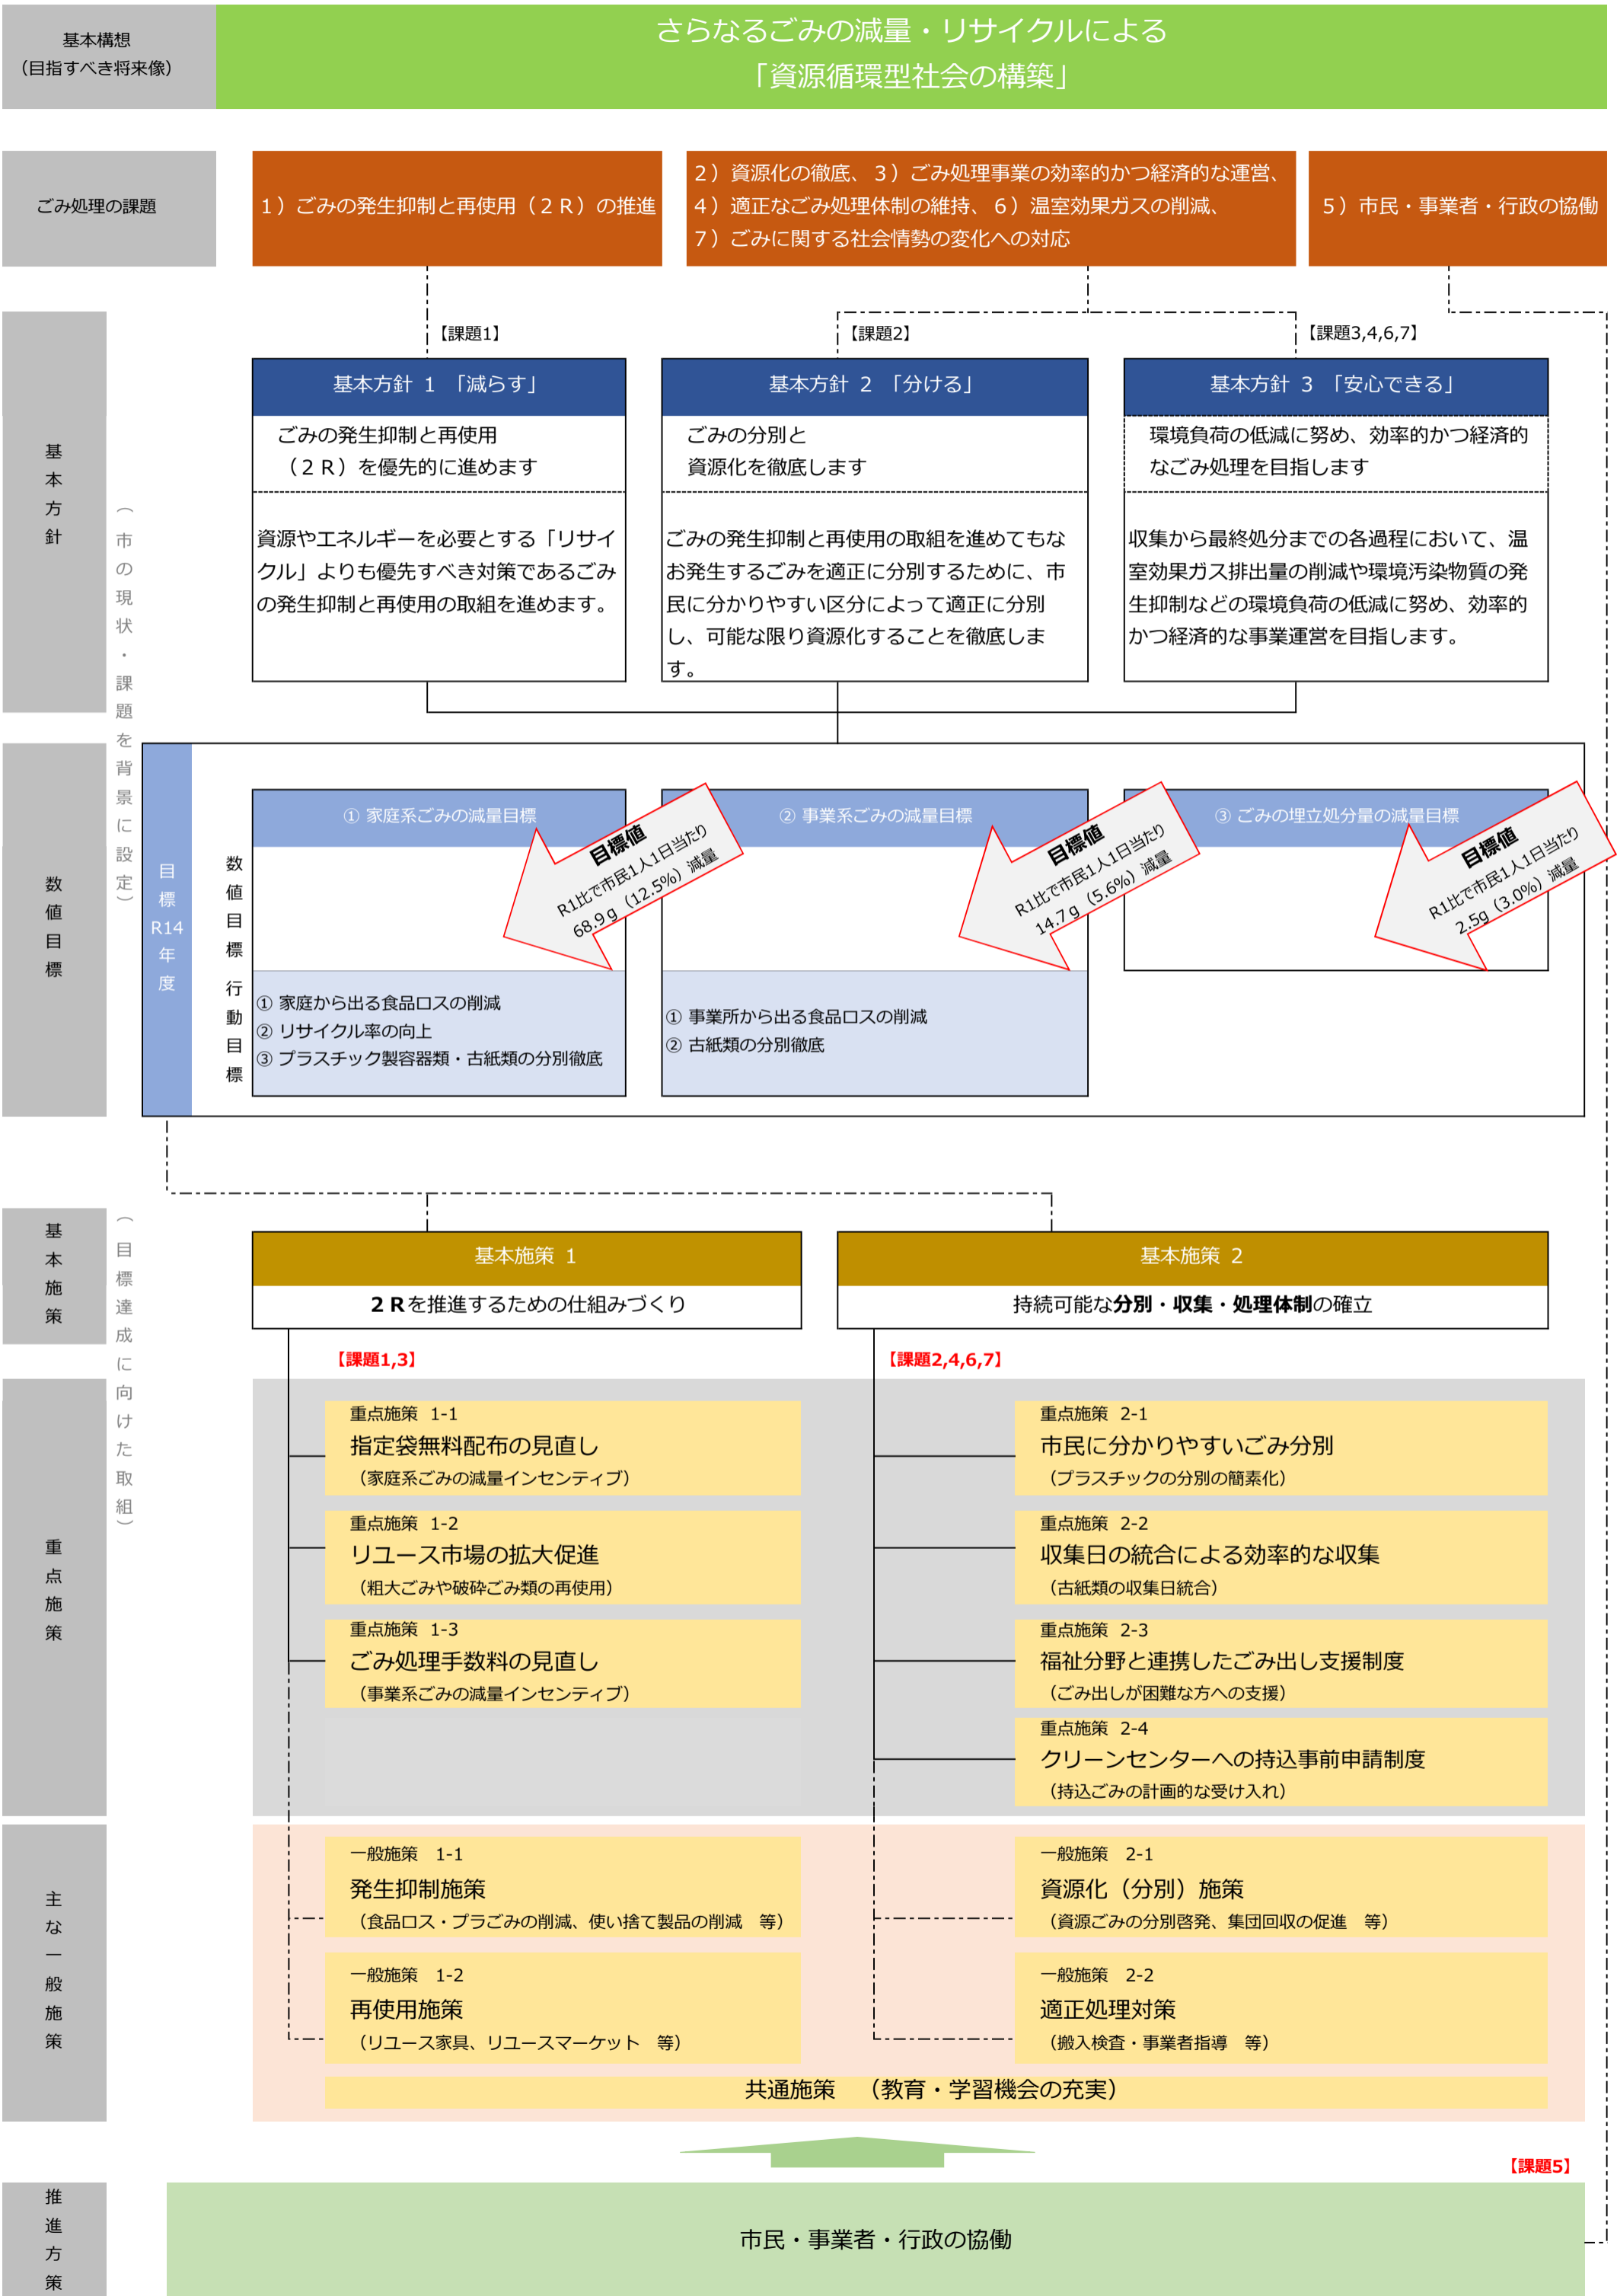 基本構想
（目指すべき将来像）
さらなるごみの減量・リサイクルによる
「資源循環型社会の構築」
ごみ処理の課題
１）ごみの発生抑制と再使用（２Ｒ）の推進
２）資源化の徹底、３）ごみ処理事業の効率的かつ経済的な運営、
４）適正なごみ処理体制の維持、６）温室効果ガスの削減、
７）ごみに関する社会情勢の変化への対応
５）市民・事業者・行政の協働
基本方針
（市の現状・課題を背景に設定）
【課題1】
【課題2】
【課題3,4,6,7】
基本方針 １ 「減らす」
ごみの発生抑制と再使用
（２Ｒ）を優先的に進めます
資源やエネルギーを必要とする「リサイ
クル」よりも優先すべき対策であるごみ
の発生抑制と再使用の取組を進めます。
基本方針 ２ 「分ける」
ごみの分別と
資源化を徹底します
ごみの発生抑制と再使用の取組を進めてもな
お発生するごみを適正に分別するために、市
民に分かりやすい区分によって適正に分別
し、可能な限り資源化することを徹底しま
す。
基本方針 ３ 「安心できる」
環境負荷の低減に努め、効率的かつ経済的
なごみ処理を目指します
収集から最終処分までの各過程において、温
室効果ガス排出量の削減や環境汚染物質の発
生抑制などの環境負荷の低減に努め、効率的
かつ経済的な事業運営を目指します。
数値目標
目標R14年度
数値目標
① 家庭系ごみの減量目標
目標値
R1比で市民1人1日当たり
68.9ｇ（12.5%）減量
② 事業系ごみの減量目標
目標値
R1比で市民1人1日当たり
14.7ｇ（5.6%）減量
③ ごみの埋立処分量の減量目標
目標値
R1比で市民1人1日当たり
2.5g（3.0%）減量
行動目標
① 家庭から出る食品ロスの削減
② リサイクル率の向上
③ プラスチック製容器類・古紙類の分別徹底
① 事業所から出る食品ロスの削減
② 古紙類の分別徹底
基本施策
（目標達成に向けた取組）
基本施策 １
２Ｒを推進するための仕組みづくり
基本施策 ２
持続可能な分別・収集・処理体制の確立
【課題1,3】
【課題2,4,6,7】
重点施策
重点施策 1-1
指定袋無料配布の見直し
（家庭系ごみの減量インセンティブ）
重点施策 1-2
リユース市場の拡大促進
（粗大ごみや破砕ごみ類の再使用）
重点施策 1-3
ごみ処理手数料の見直し
（事業系ごみの減量インセンティブ）
重点施策 2-1
市民に分かりやすいごみ分別
（プラスチックの分別の簡素化）
重点施策 2-2
収集日の統合による効率的な収集
（古紙類の収集日統合）
重点施策 2-3
福祉分野と連携したごみ出し支援制度
（ごみ出しが困難な方への支援）
重点施策 2-4
クリーンセンターへの持込事前申請制度
（持込ごみの計画的な受け入れ）
主な一般施策
一般施策　1-1
発生抑制施策
（食品ロス・プラごみの削減、使い捨て製品の削減　等）
一般施策　1-2
再使用施策
（リユース家具、リユースマーケット　等）
一般施策　2-1
資源化（分別）施策
（資源ごみの分別啓発、集団回収の促進　等）
一般施策　2-2
適正処理対策
（搬入検査・事業者指導　等）
共通施策　（教育・学習機会の充実）
【課題5】
推進方策
市民・事業者・行政の協働